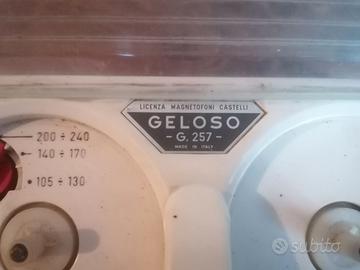 LICENZA MAGNETOFONI CASTELLI
GELOSO
- G. 257 -
MADE IN ITALY
200 ÷ 240
140 ÷ 170
105 ÷ 130
subito